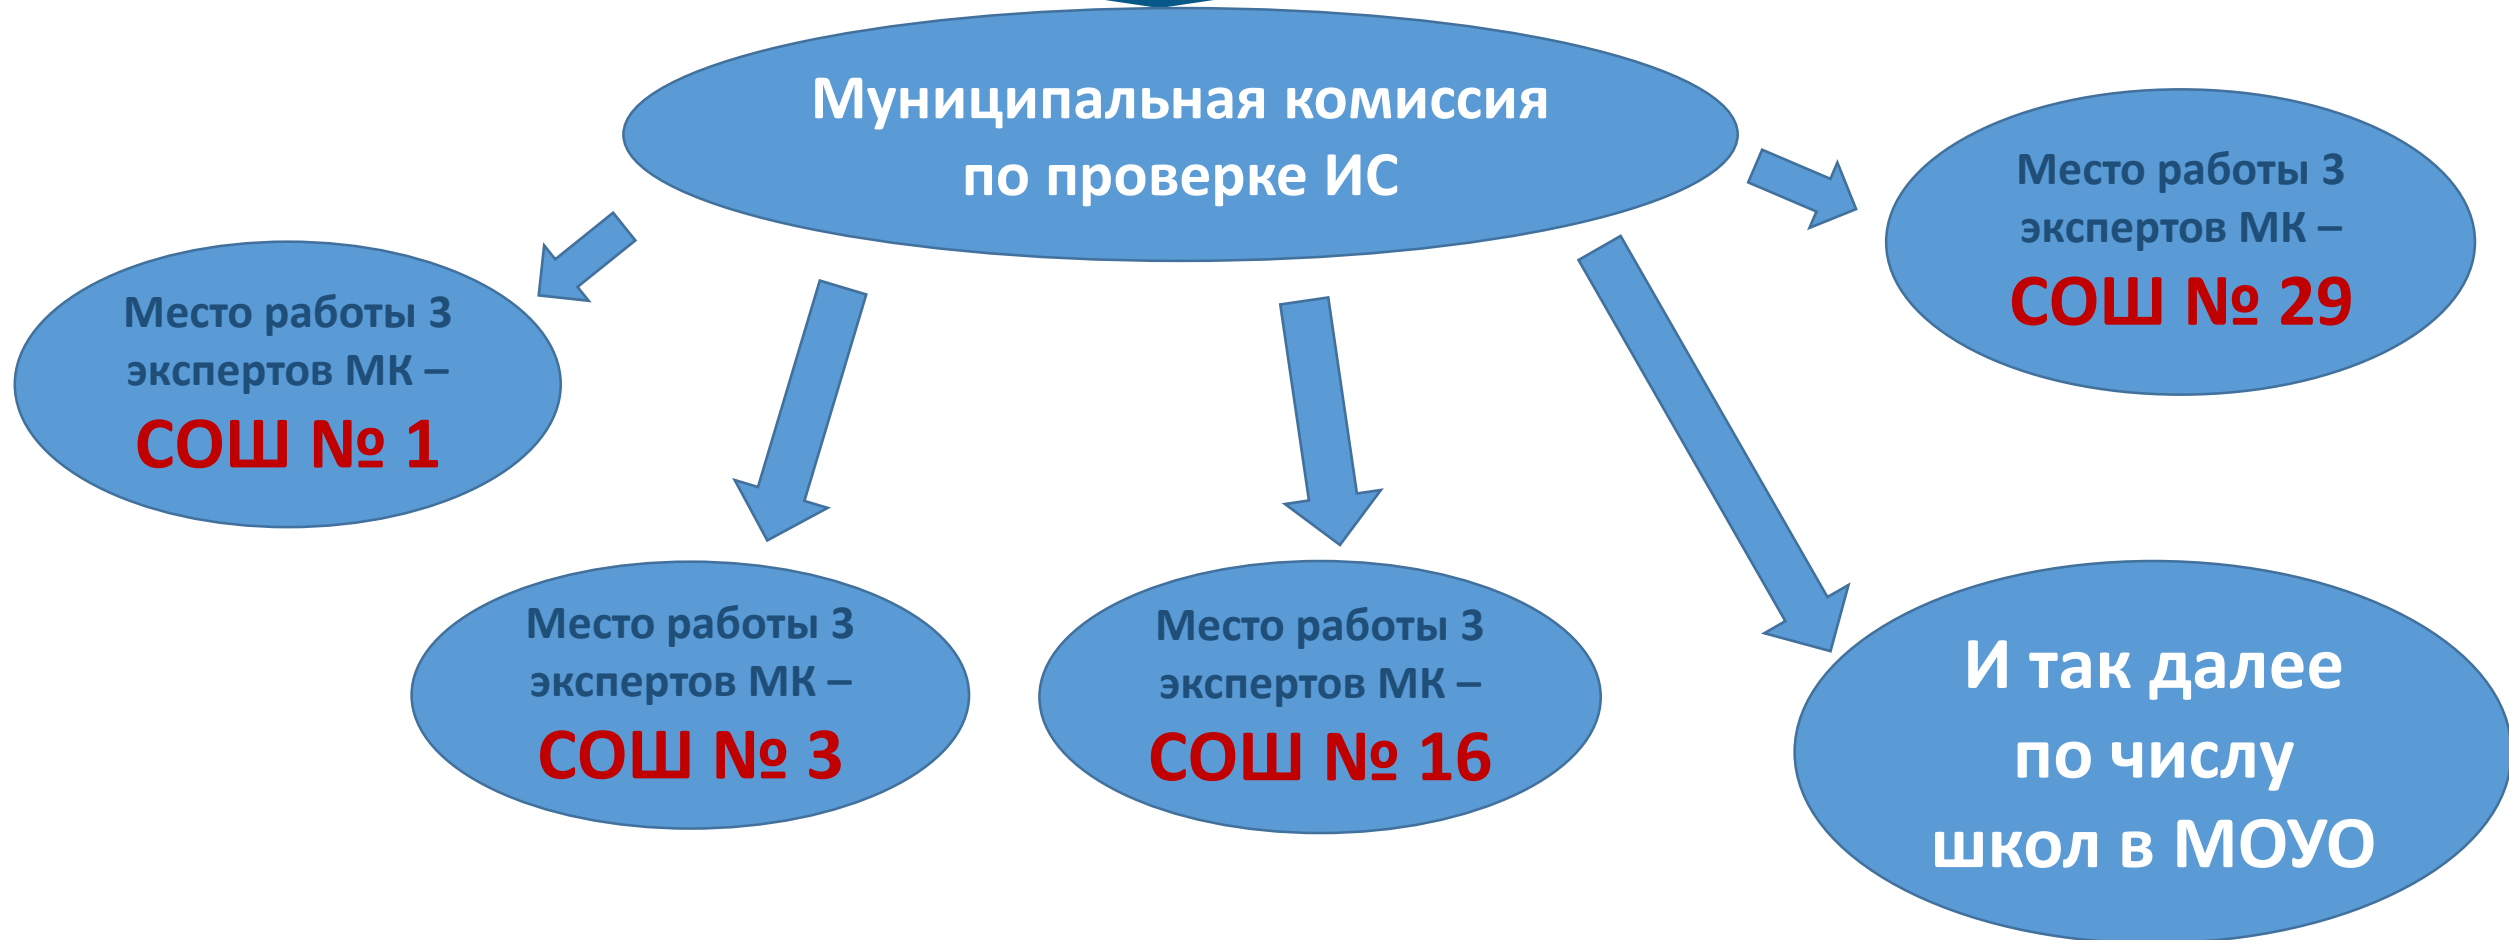 Муниципальная комиссия
по проверке ИС
Место работы 3
экспертов МК –
СОШ № 1
Место работы 3
экспертов МК –
СОШ № 3
Место работы 3
экспертов МК –
СОШ № 16
Место работы 3
экспертов МК –
СОШ № 29
И так далее
по числу
школ в МОУО